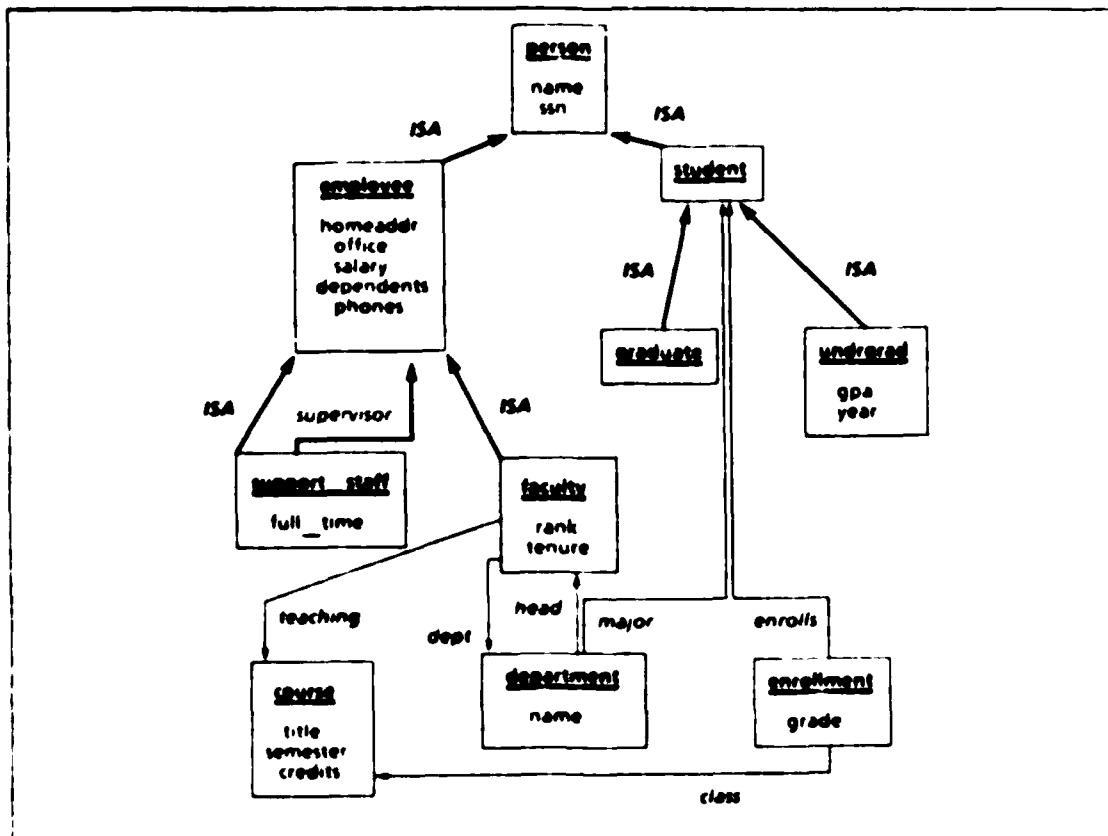 person
name
ssn
ISA
ISA
employee
homeaddr
office
salary
dependents
phones
student
ISA
ISA
graduate
undrgrad
gpa
year
ISA
supervisor
ISA
support_staff
full_time
faculty
rank
tenure
teaching
dept
head
major
enrolls
course
title
semester
credits
department
name
enrollment
grade
class